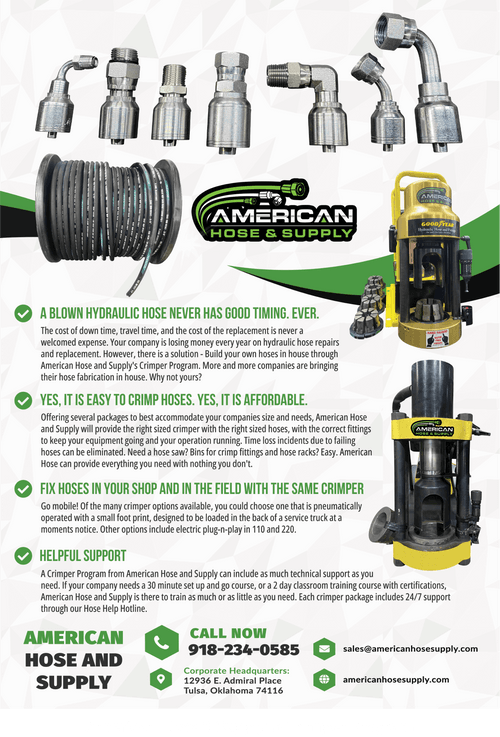 AMERICAN
HOSE & SUPPLY
AMERICAN
HOSE & SUPPLY
GOODYEAR
A BLOWN HYDRAULIC HOSE NEVER HAS GOOD TIMING. EVER.
The cost of down time, travel time, and the cost of the replacement is never a
welcomed expense. Your company is losing money every year on hydraulic hose repairs
and replacement. However, there is a solution - Build your own hoses in house through
American Hose and Supply's Crimper Program. More and more companies are bringing
their hose fabrication in house. Why not yours?
YES, IT IS EASY TO CRIMP HOSES. YES, IT IS AFFORDABLE.
Offering several packages to best accommodate your companies size and needs, American Hose
and Supply will provide the right sized crimper with the right sized hoses, with the correct fittings
to keep your equipment going and your operation running. Time loss incidents due to failing
hoses can be eliminated. Need a hose saw? Bins for crimp fittings and hose racks? Easy. American
Hose can provide everything you need with nothing you don't.
AMERICAN
HOSE & SUPPLY
FIX HOSES IN YOUR SHOP AND IN THE FIELD WITH THE SAME CRIMPER
Go mobile! Of the many crimper options available, you could choose one that is pneumatically
operated with a small foot print, designed to be loaded in the back of a service truck at a
moments notice. Other options include electric plug-n-play in 110 and 220.
HELPFUL SUPPORT
A Crimper Program from American Hose and Supply can include as much technical support as you
need. If your company needs a 30 minute set up and go course, or a 2 day classroom training course with certifications,
American Hose and Supply is there to train as much or as little as you need. Each crimper package includes 24/7 support
through our Hose Help Hotline.
AMERICAN
HOSE AND
SUPPLY
CALL NOW
918-234-0585
Corporate Headquarters:
12936 E. Admiral Place
Tulsa, Oklahoma 74116
sales@americanhosesupply.com
americanhosesupply.com